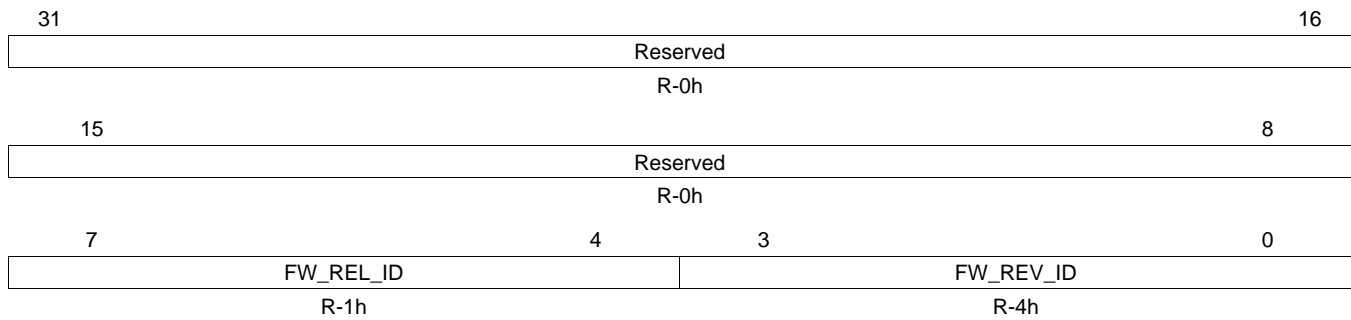 31 16
Reserved
R-0h
15 8
Reserved
R-0h
7 4 3 0
FW_REL_ID FW_REV_ID
R-1h R-4h